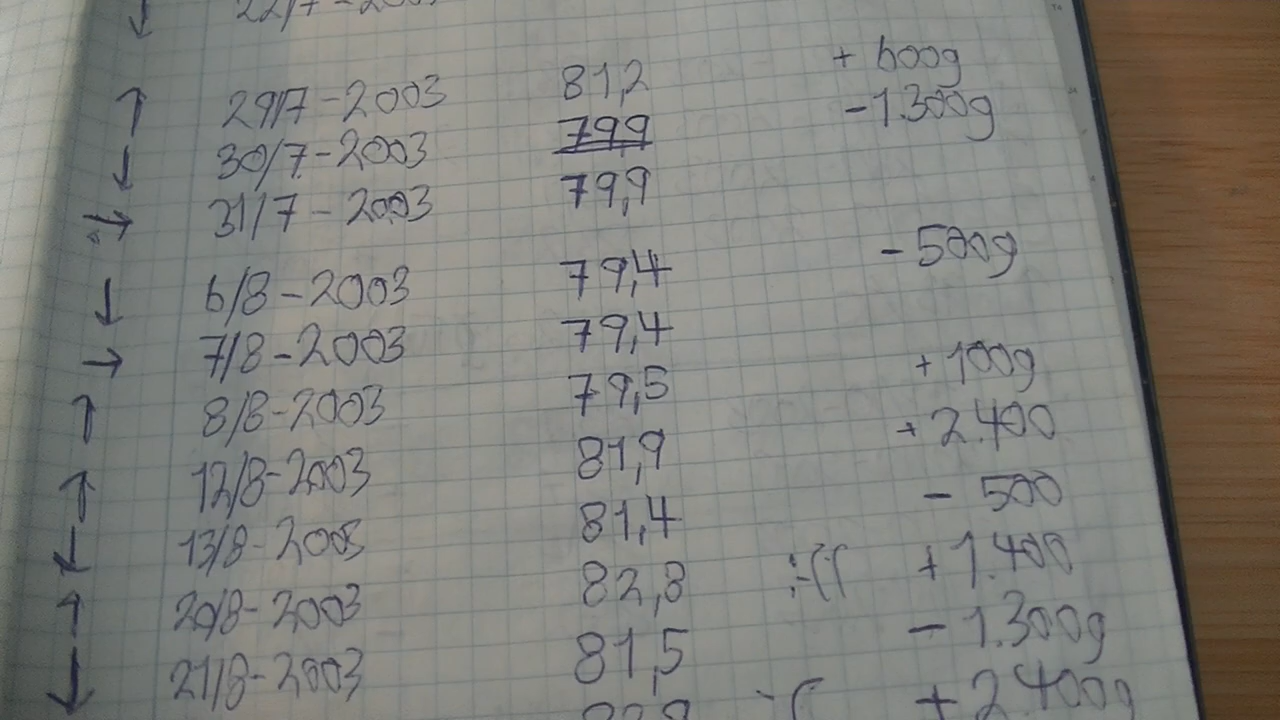 22/7-2003
↑ 29/7-2003 81,2 + 600g
↓ 30/7-2003 79,9 -1.300g
→ 31/7-2003 79,9
↓ 6/8-2003 79,4 -500g
→ 7/8-2003 79,4
↑ 8/8-2003 79,5 +100g
↑ 12/8-2003 81,9 +2.400
↓ 13/8-2003 81,4 - 500
↑ 20/8-2003 82,8 :-(( +1.400
↓ 21/8-2003 81,5 - 1.300g
+2.400g